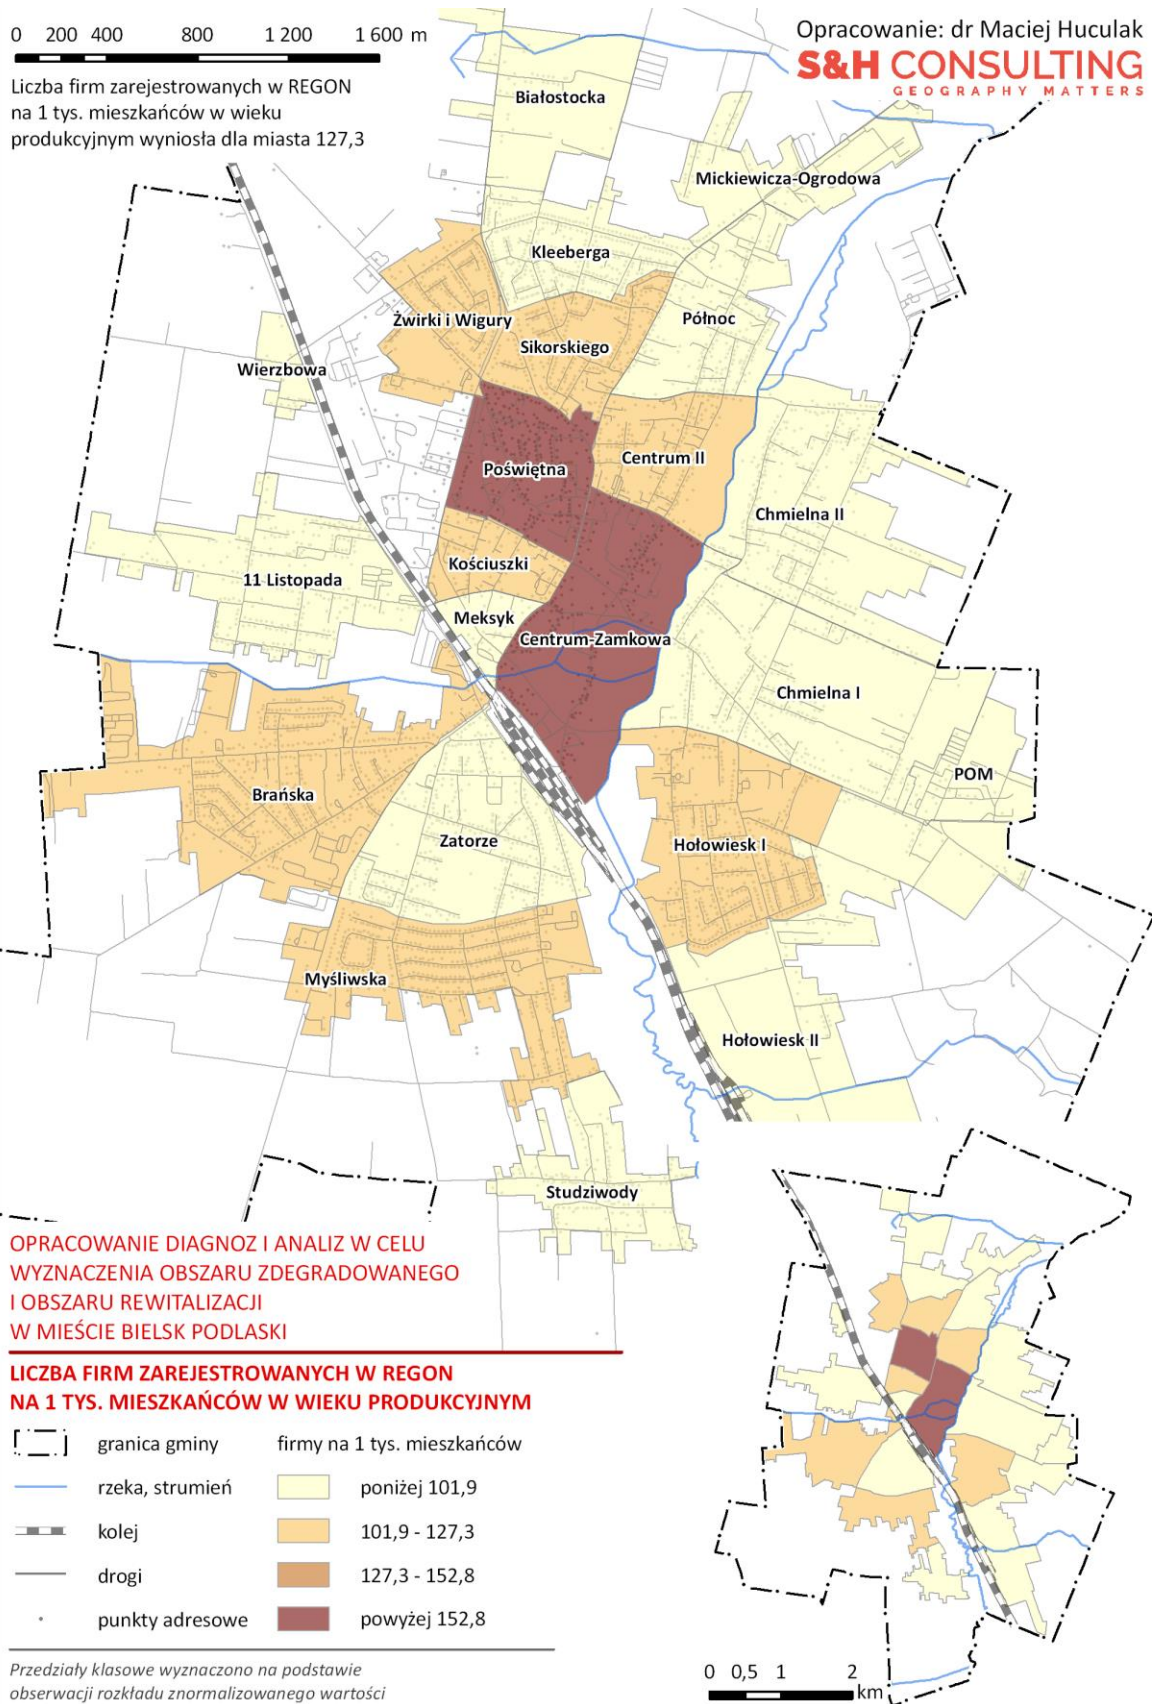 0 200 400 800 1 200 1 600 m
Liczba firm zarejestrowanych w REGON
na 1 tys. mieszkańców w wieku
produkcyjnym wyniosła dla miasta 127,3
Opracowanie: dr Maciej Huculak
S&H CONSULTING
GEOGRAPHY MATTERS
Białostocka
Mickiewicza-Ogrodowa
Kleeberga
Żwirki i Wigury
Północ
Sikorskiego
Wierzbowa
Centrum II
Poświętna
Chmielna II
Kościuszki
11 Listopada
Meksyk
Centrum-Zamkowa
Chmielna I
POM
Brańska
Zatorze
Hołowiesk I
Myśliwska
Hołowiesk II
Studziwody
OPRACOWANIE DIAGNOZ I ANALIZ W CELU
WYZNACZENIA OBSZARU ZDEGRADOWANEGO
I OBSZARU REWITALIZACJI
W MIEŚCIE BIELSK PODLASKI
LICZBA FIRM ZAREJESTROWANYCH W REGON
NA 1 TYS. MIESZKAŃCÓW W WIEKU PRODUKCYJNYM
granica gminy firmy na 1 tys. mieszkańców
rzeka, strumień poniżej 101,9
kolej 101,9 - 127,3
drogi 127,3 - 152,8
punkty adresowe powyżej 152,8
Przedziały klasowe wyznaczono na podstawie
obserwacji rozkładu znormalizowanego wartości
0 0,5 1 2
km